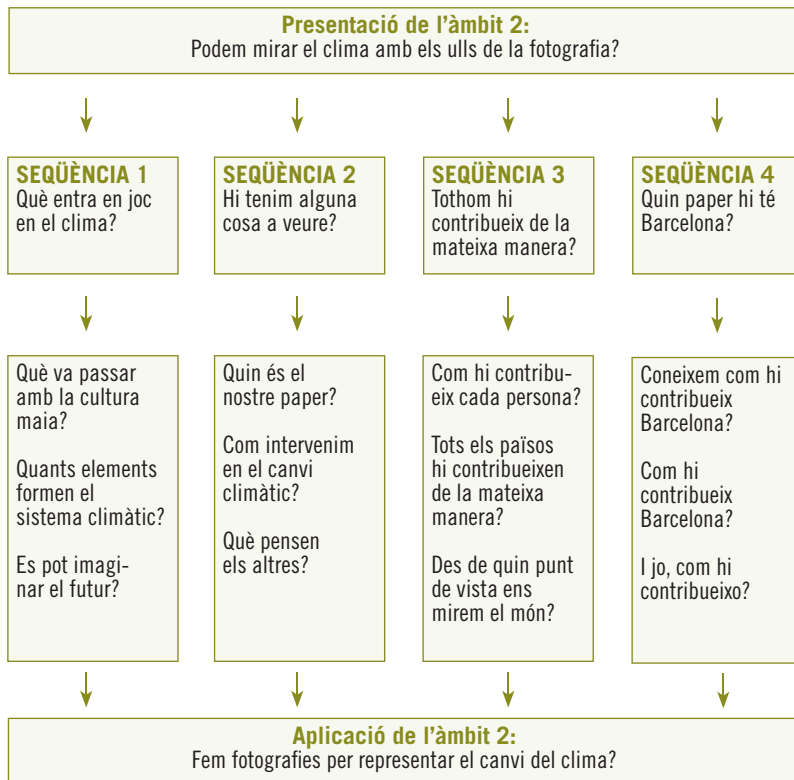 Presentació de l’àmbit 2:
Podem mirar el clima amb els ulls de la fotografia?
SEQÜÈNCIA 1
Què entra en joc
en el clima?
SEQÜÈNCIA 2
Hi tenim alguna
cosa a veure?
SEQÜÈNCIA 3
Tothom hi
contribueix de la
mateixa manera?
SEQÜÈNCIA 4
Quin paper hi té
Barcelona?
Què va passar
amb la cultura
maia?
Quants elements
formen el
sistema climàtic?
Es pot imagi-
nar el futur?
Quin és el
nostre paper?
Com intervenim
en el canvi
climàtic?
Què pensen
els altres?
Com hi contribu-
eix cada persona?
Tots els països
hi contribueixen
de la mateixa
manera?
Des de quin punt
de vista ens
mirem el món?
Coneixem com hi
contribueix
Barcelona?
Com hi
contribueix
Barcelona?
I jo, com hi
contribueixo?
Aplicació de l’àmbit 2:
Fem fotografies per representar el canvi del clima?